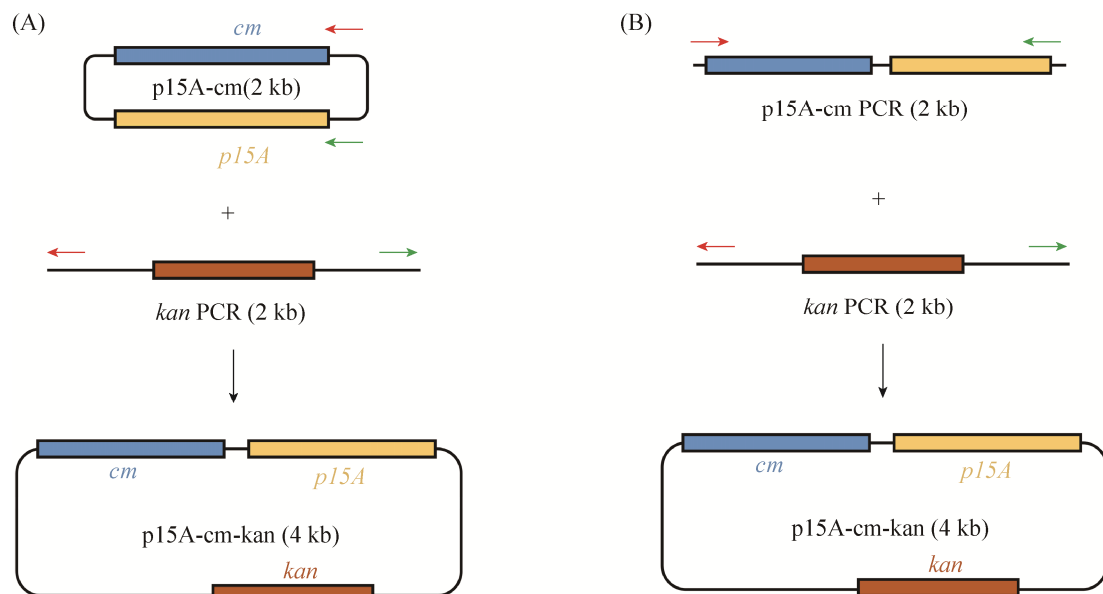 (A)
cm
p15A-cm(2 kb)
p15A
+
kan PCR (2 kb)
cm
p15A
p15A-cm-kan (4 kb)
kan
(B)
p15A-cm PCR (2 kb)
+
kan PCR (2 kb)
cm
p15A
p15A-cm-kan (4 kb)
kan